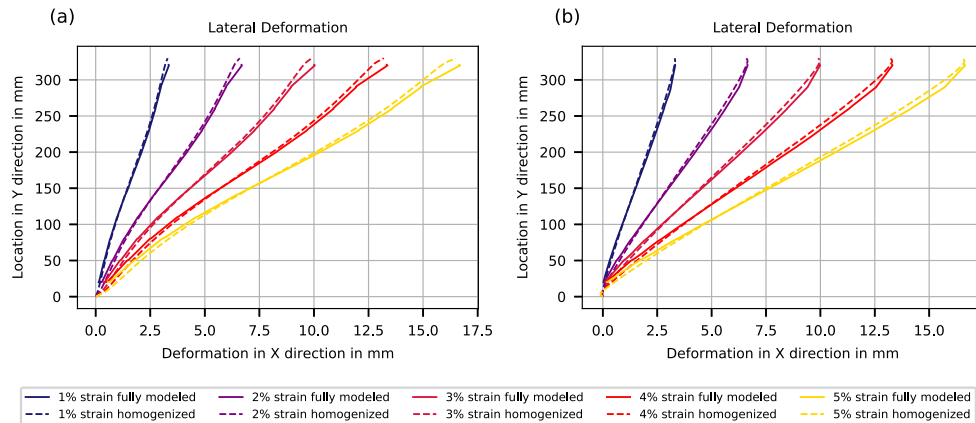 (a)
Lateral Deformation
Location in Y direction in mm
300
250
200
150
100
50
0
0.0 2.5 5.0 7.5 10.0 12.5 15.0 17.5
Deformation in X direction in mm
(b)
Lateral Deformation
Location in Y direction in mm
300
250
200
150
100
50
0
0.0 2.5 5.0 7.5 10.0 12.5 15.0
Deformation in X direction in mm
1% strain fully modeled 2% strain fully modeled 3% strain fully modeled 4% strain fully modeled 5% strain fully modeled
1% strain homogenized 2% strain homogenized 3% strain homogenized 4% strain homogenized 5% strain homogenized